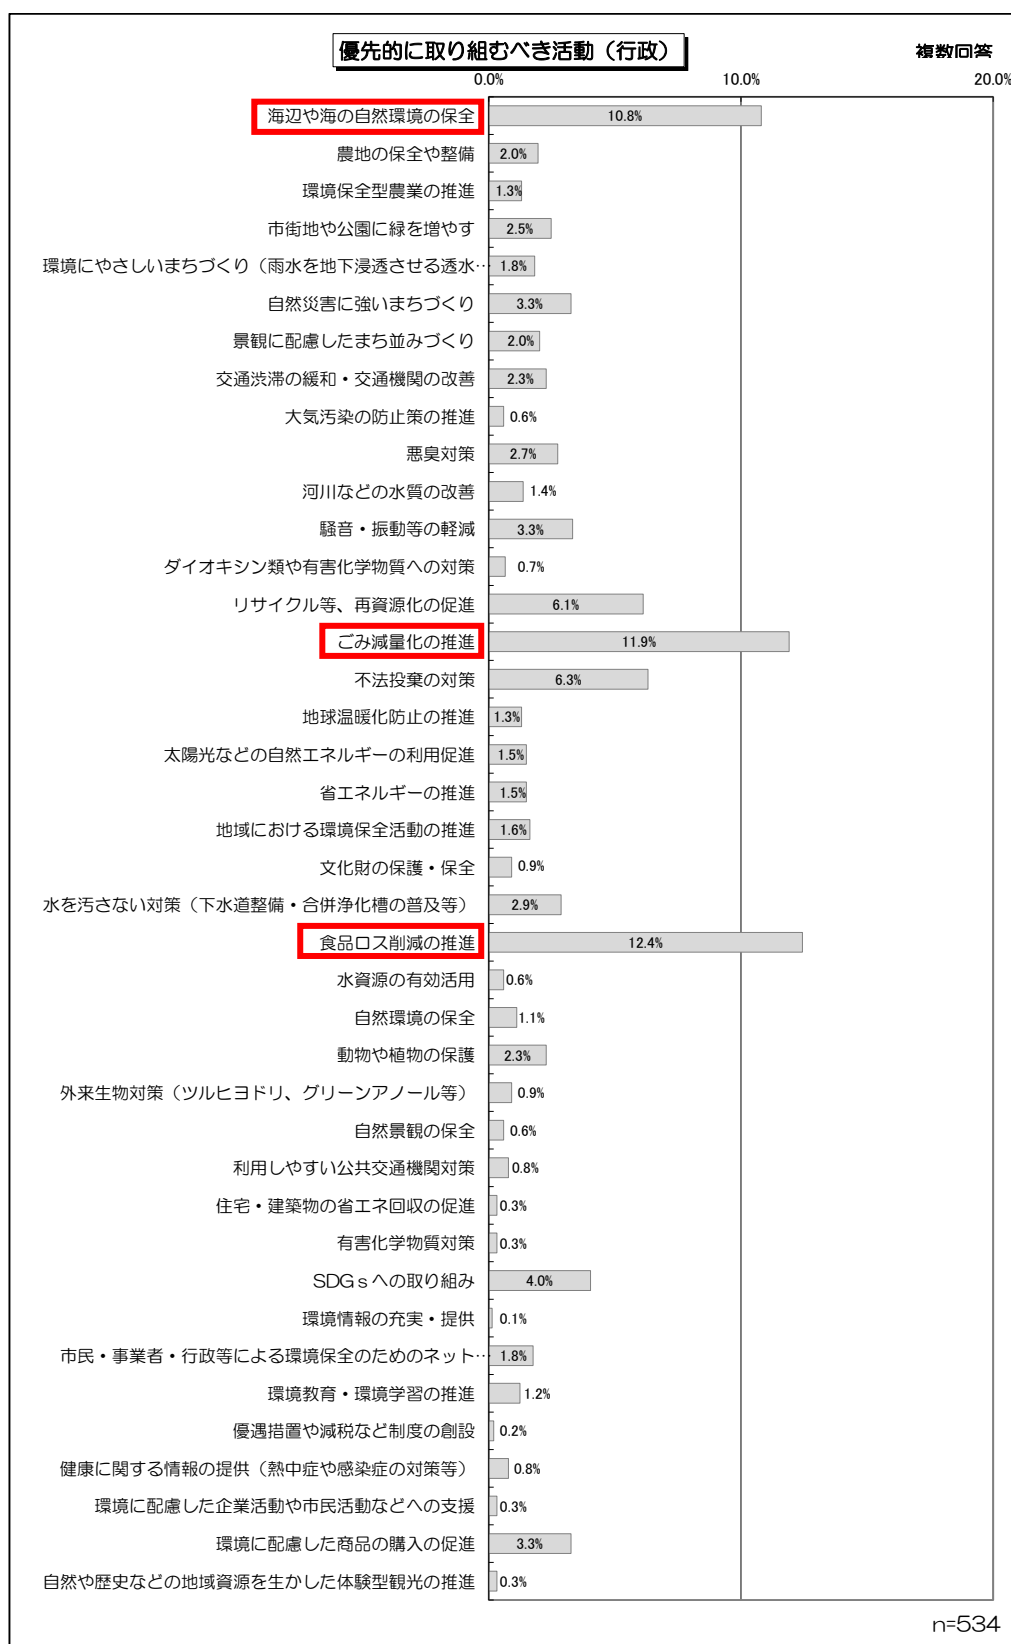 優先的に取り組むべき活動（行政）
複数回答
0.0% 10.0% 20.0%
海辺や海の自然環境の保全 10.8%
農地の保全や整備 2.0%
環境保全型農業の推進 1.3%
市街地や公園に緑を増やす 2.5%
環境にやさしいまちづくり（雨水を地下浸透させる透水… 1.8%
自然災害に強いまちづくり 3.3%
景観に配慮したまち並みづくり 2.0%
交通渋滞の緩和・交通機関の改善 2.3%
大気汚染の防止策の推進 0.6%
悪臭対策 2.7%
河川などの水質の改善 1.4%
騒音・振動等の軽減 3.3%
ダイオキシン類や有害化学物質への対策 0.7%
リサイクル等、再資源化の促進 6.1%
ごみ減量化の推進 11.9%
不法投棄の対策 6.3%
地球温暖化防止の推進 1.3%
太陽光などの自然エネルギーの利用促進 1.5%
省エネルギーの推進 1.5%
地域における環境保全活動の推進 1.6%
文化財の保護・保全 0.9%
水を汚さない対策（下水道整備・合併浄化槽の普及等） 2.9%
食品ロス削減の推進 12.4%
水資源の有効活用 0.6%
自然環境の保全 1.1%
動物や植物の保護 2.3%
外来生物対策（ツルヒヨドリ、グリーンアノール等） 0.9%
自然景観の保全 0.6%
利用しやすい公共交通機関対策 0.8%
住宅・建築物の省エネ回収の促進 0.3%
有害化学物質対策 0.3%
SDGｓへの取り組み 4.0%
環境情報の充実・提供 0.1%
市民・事業者・行政等による環境保全のためのネット… 1.8%
環境教育・環境学習の推進 1.2%
優遇措置や減税など制度の創設 0.2%
健康に関する情報の提供（熱中症や感染症の対策等） 0.8%
環境に配慮した企業活動や市民活動などへの支援 0.3%
環境に配慮した商品の購入の促進 3.3%
自然や歴史などの地域資源を生かした体験型観光の推進 0.3%
n=534